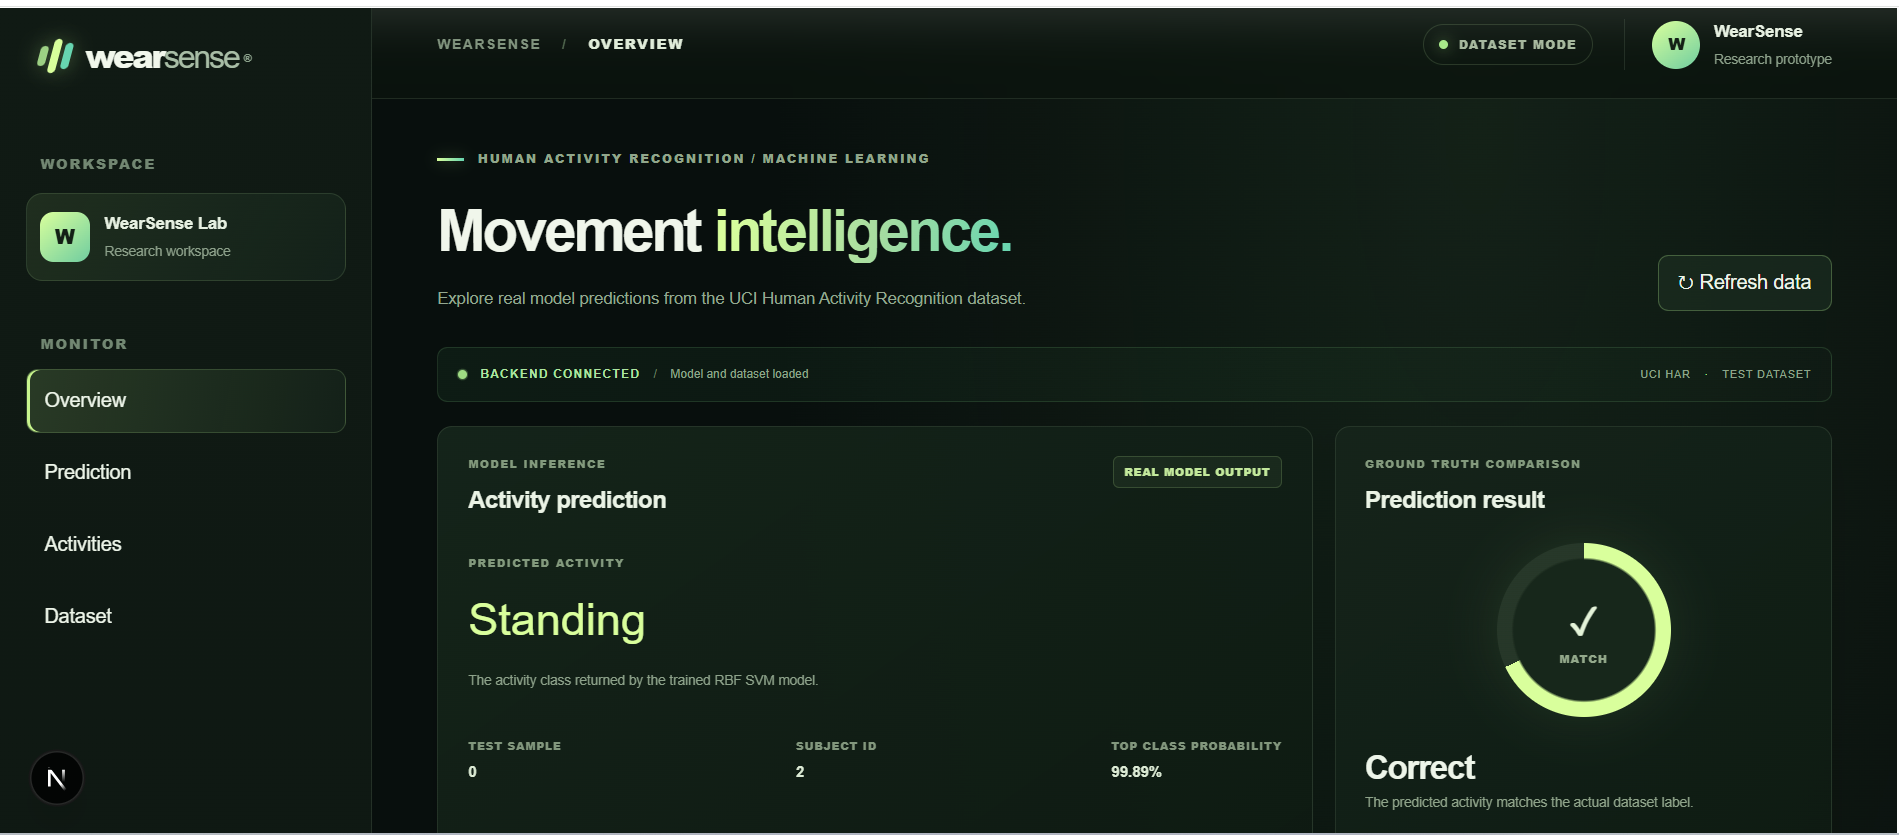 wearsense®
WEARSENSE / OVERVIEW
DATASET MODE
W
WearSense
Research prototype
WORKSPACE
W
WearSense Lab
Research workspace
MONITOR
Overview
Prediction
Activities
Dataset
N
HUMAN ACTIVITY RECOGNITION / MACHINE LEARNING
Movement intelligence.
Explore real model predictions from the UCI Human Activity Recognition dataset.
↻ Refresh data
BACKEND CONNECTED / Model and dataset loaded
UCI HAR · TEST DATASET
MODEL INFERENCE
Activity prediction
REAL MODEL OUTPUT
PREDICTED ACTIVITY
Standing
The activity class returned by the trained RBF SVM model.
TEST SAMPLE
0
SUBJECT ID
2
TOP CLASS PROBABILITY
99.89%
GROUND TRUTH COMPARISON
Prediction result
✓
MATCH
Correct
The predicted activity matches the actual dataset label.